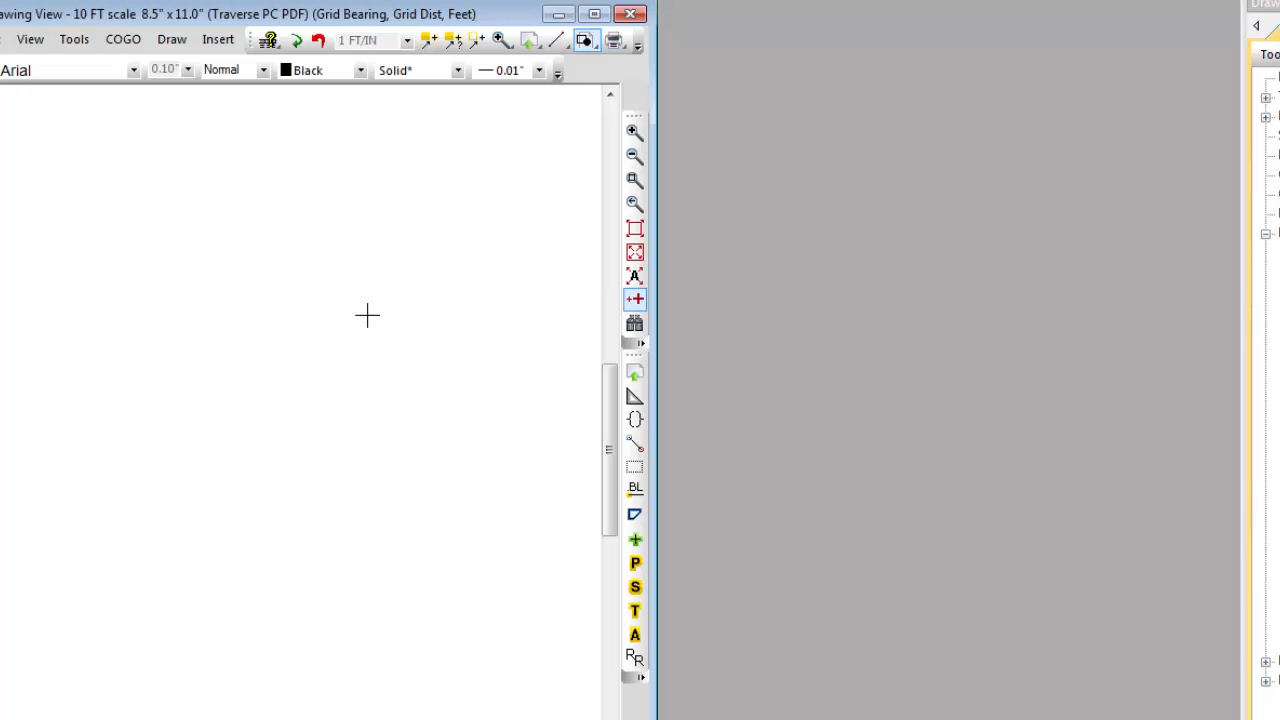 awing View - 10 FT scale 8.5" x 11.0" (Traverse PC PDF) (Grid Bearing, Grid Dist, Feet)
View Tools COGO Draw Insert 1 FT/IN
Arial 0.10" Normal Black Solid* 0.01"
Draw
Too
A
.BL
P
S
T
A
R R